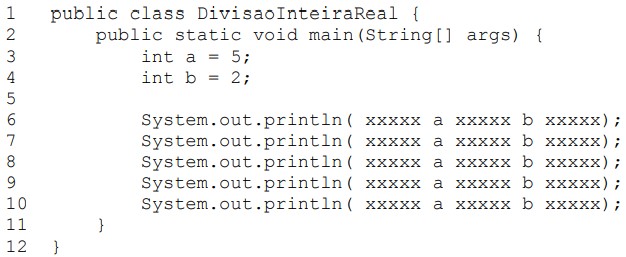 1 public class DivisaoInteiraReal {
2 public static void main(String[] args) {
3 int a = 5;
4 int b = 2;
5
6 System.out.println( xxxxx a xxxxx b xxxxx);
7 System.out.println( xxxxx a xxxxx b xxxxx);
8 System.out.println( xxxxx a xxxxx b xxxxx);
9 System.out.println( xxxxx a xxxxx b xxxxx);
10 System.out.println( xxxxx a xxxxx b xxxxx);
11 }
12 }